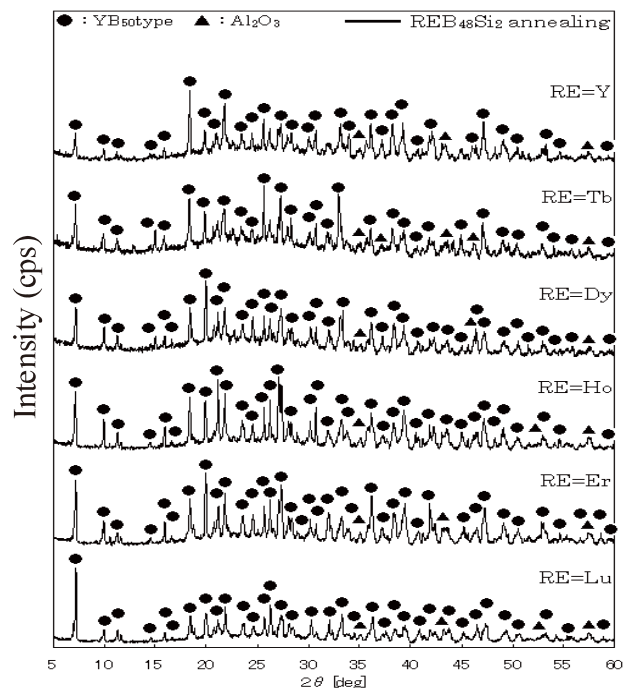 ● : YB₅₀type ▲ : Al₂O₃ — REB₄₈Si₂ annealing
RE=Y
RE=Tb
RE=Dy
RE=Ho
RE=Er
RE=Lu
Intensity (cps)
5 10 15 20 25 30 35 40 45 50 55 60
2θ [deg]